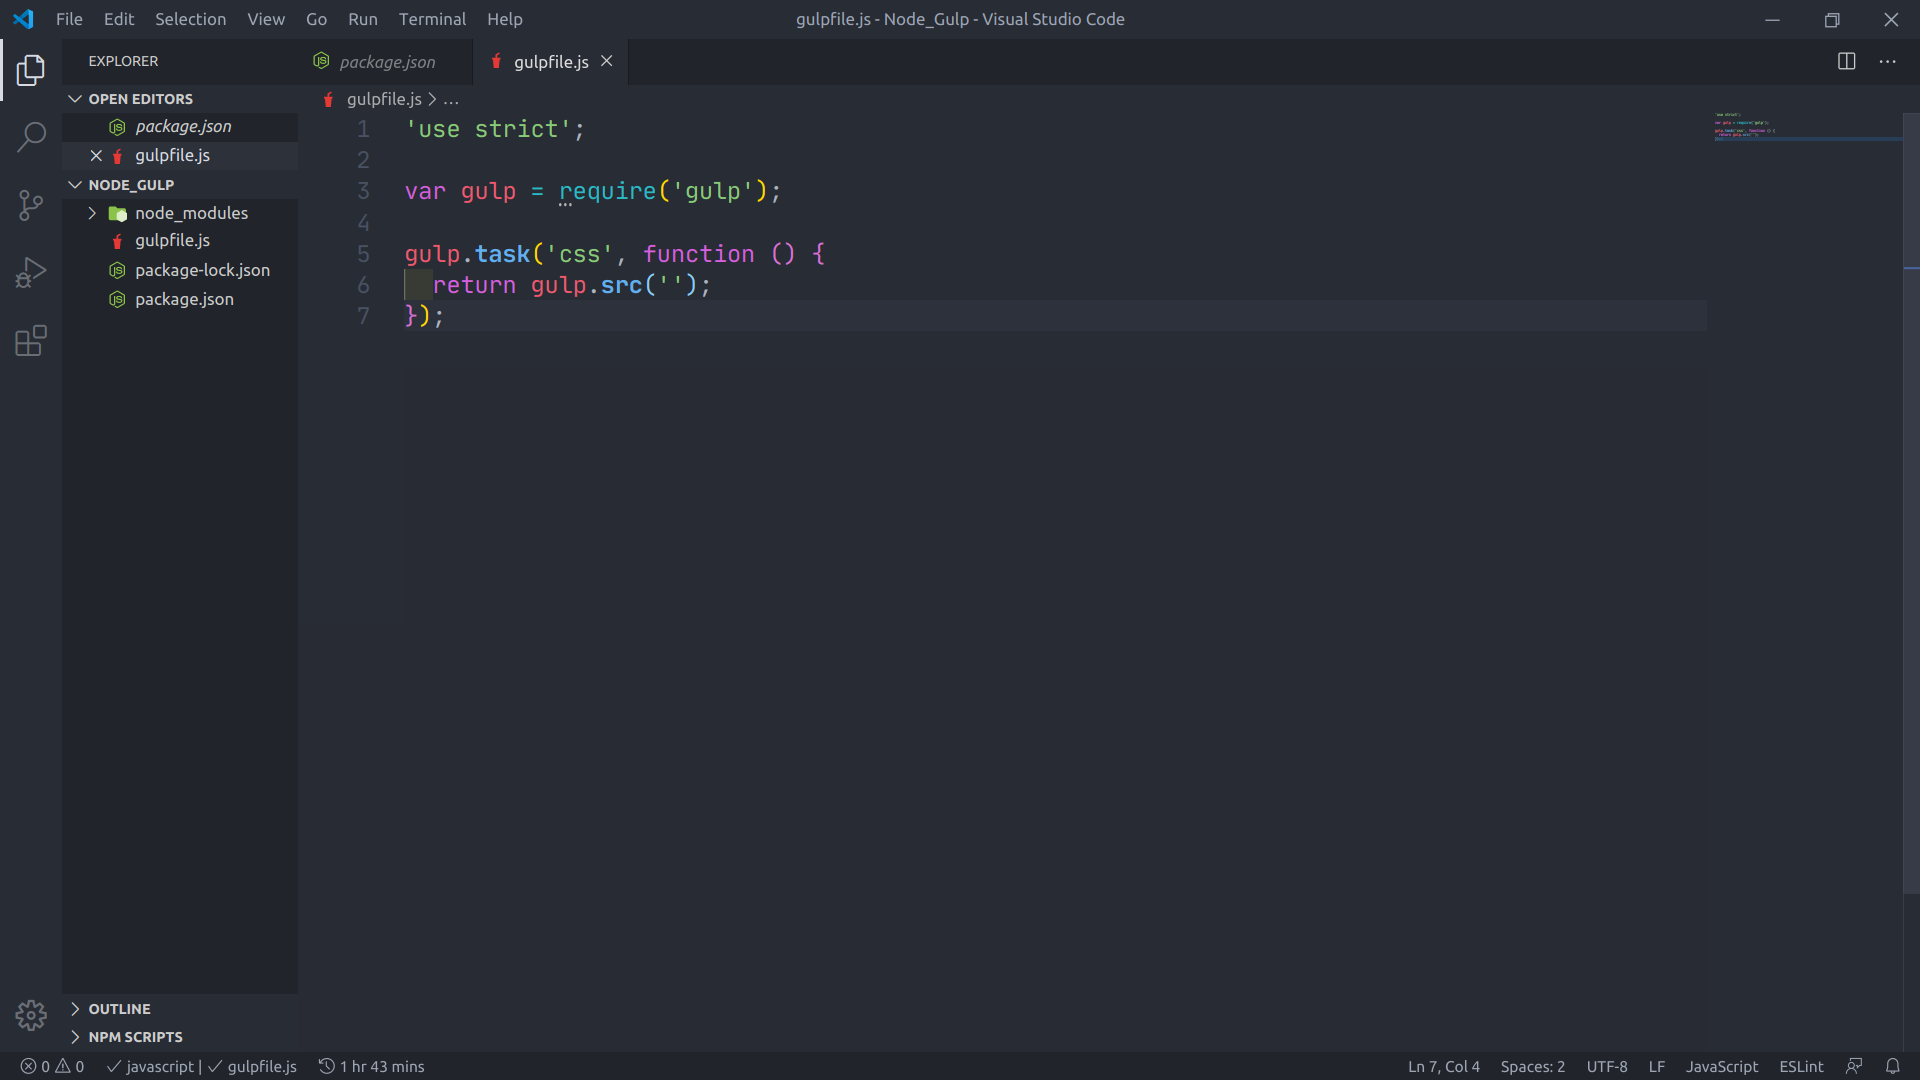 File Edit Selection View Go Run Terminal Help
gulpfile.js - Node_Gulp - Visual Studio Code
EXPLORER
OPEN EDITORS
package.json
gulpfile.js
NODE_GULP
node_modules
gulpfile.js
package-lock.json
package.json
OUTLINE
NPM SCRIPTS
package.json
gulpfile.js
gulpfile.js > ...
1 'use strict';
2
3 var gulp = require('gulp');
4
5 gulp.task('css', function () {
6 return gulp.src('');
7 });
0 0 javascript | gulpfile.js 1 hr 43 mins
Ln 7, Col 4 Spaces: 2 UTF-8 LF JavaScript ESLint